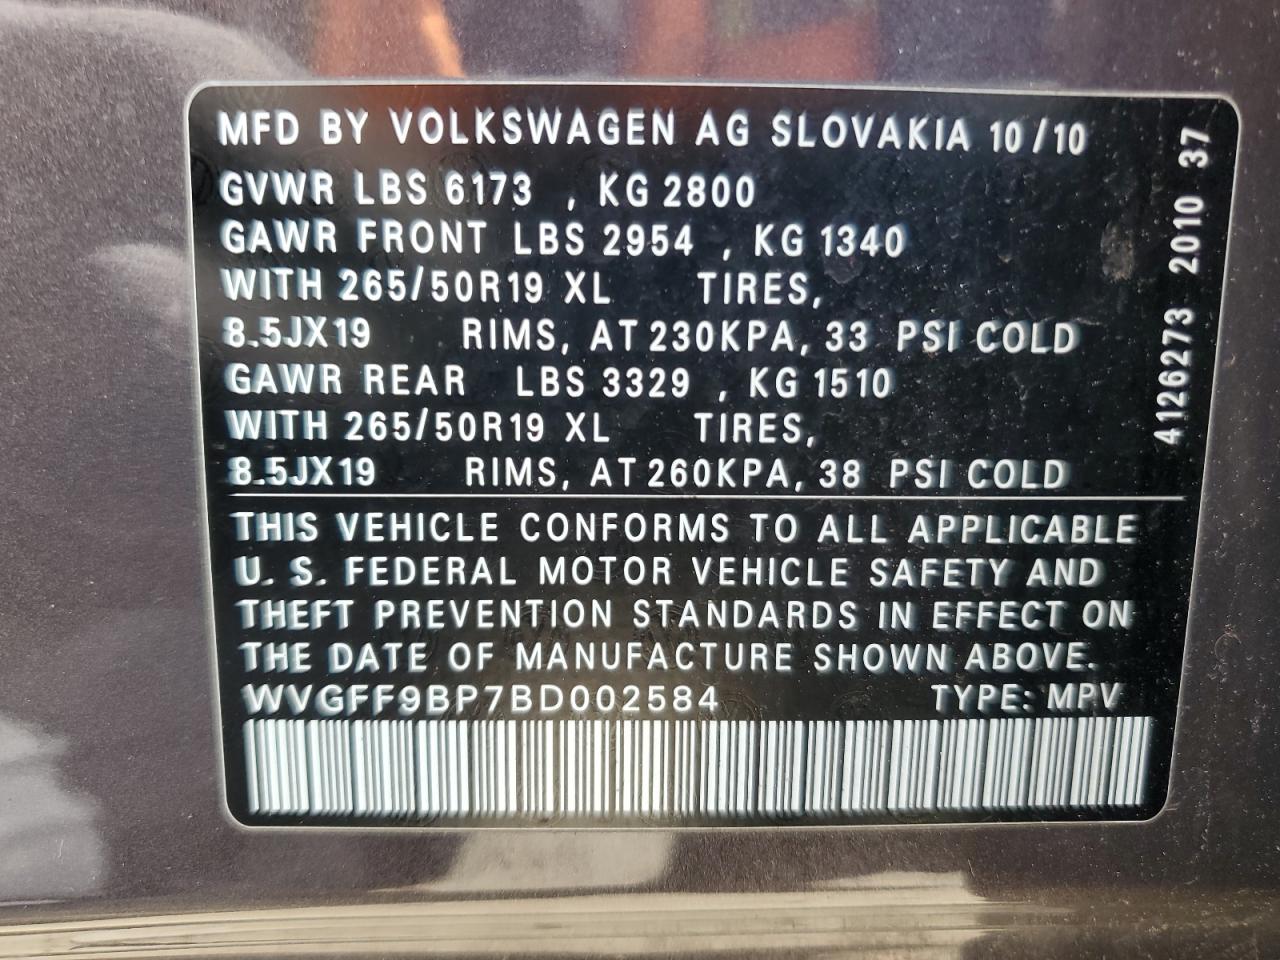 MFD BY VOLKSWAGEN AG SLOVAKIA 10/10
GVWR LBS 6173 , KG 2800
GAWR FRONT LBS 2954 , KG 1340
WITH 265/50R19 XL TIRES,
8.5JX19 RIMS, AT 230KPA, 33 PSI COLD
GAWR REAR LBS 3329 , KG 1510
WITH 265/50R19 XL TIRES,
8.5JX19 RIMS, AT 260KPA, 38 PSI COLD
THIS VEHICLE CONFORMS TO ALL APPLICABLE
U. S. FEDERAL MOTOR VEHICLE SAFETY AND
THEFT PREVENTION STANDARDS IN EFFECT ON
THE DATE OF MANUFACTURE SHOWN ABOVE.
WVGFF9BP7BD002584 TYPE: MPV
4126273 2010 37